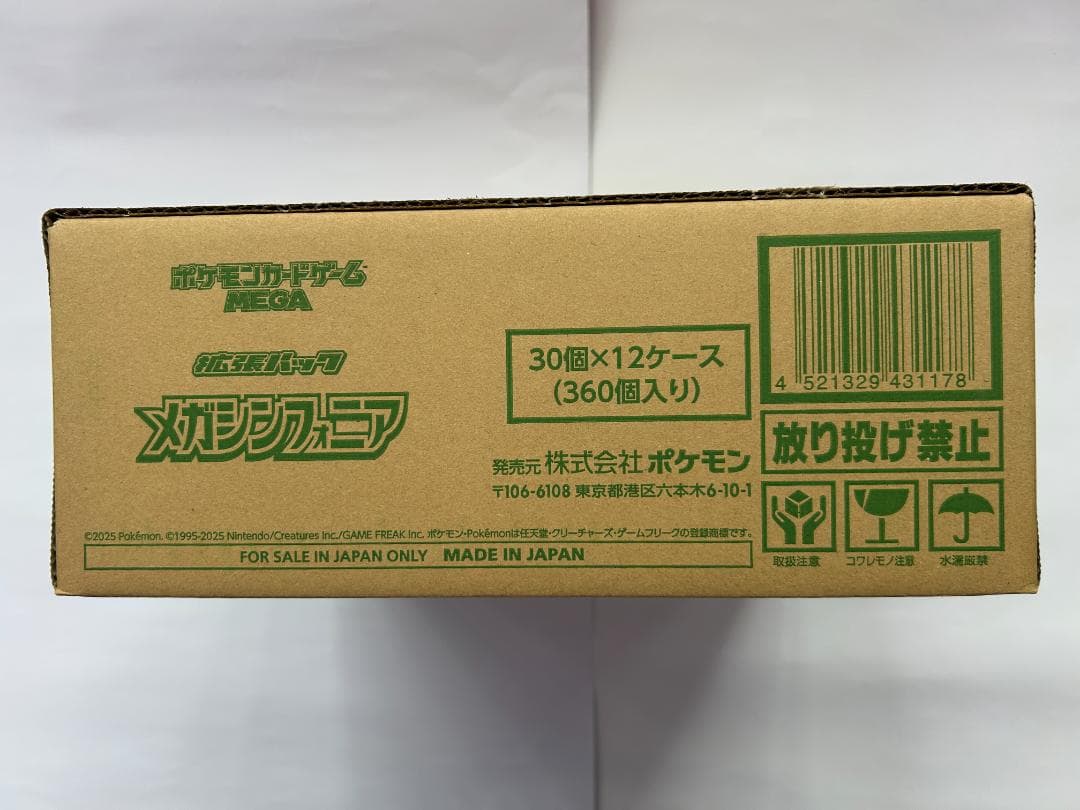 ポケモンカードゲーム
MEGA
拡張パック
メガシンフォニア
30個×12ケース
(360個入り)
発売元 株式会社 ポケモン
〒106-6108 東京都港区六本木6-10-1
©2025 Pokémon. ©1995-2025 Nintendo/Creatures Inc./GAME FREAK inc. ポケモン・Pokémonは任天堂・クリーチャーズ・ゲームフリークの登録商標です。
FOR SALE IN JAPAN ONLY MADE IN JAPAN
4 521329 431178
放り投げ禁止
取扱注意 コワレモノ注意 水濡厳禁